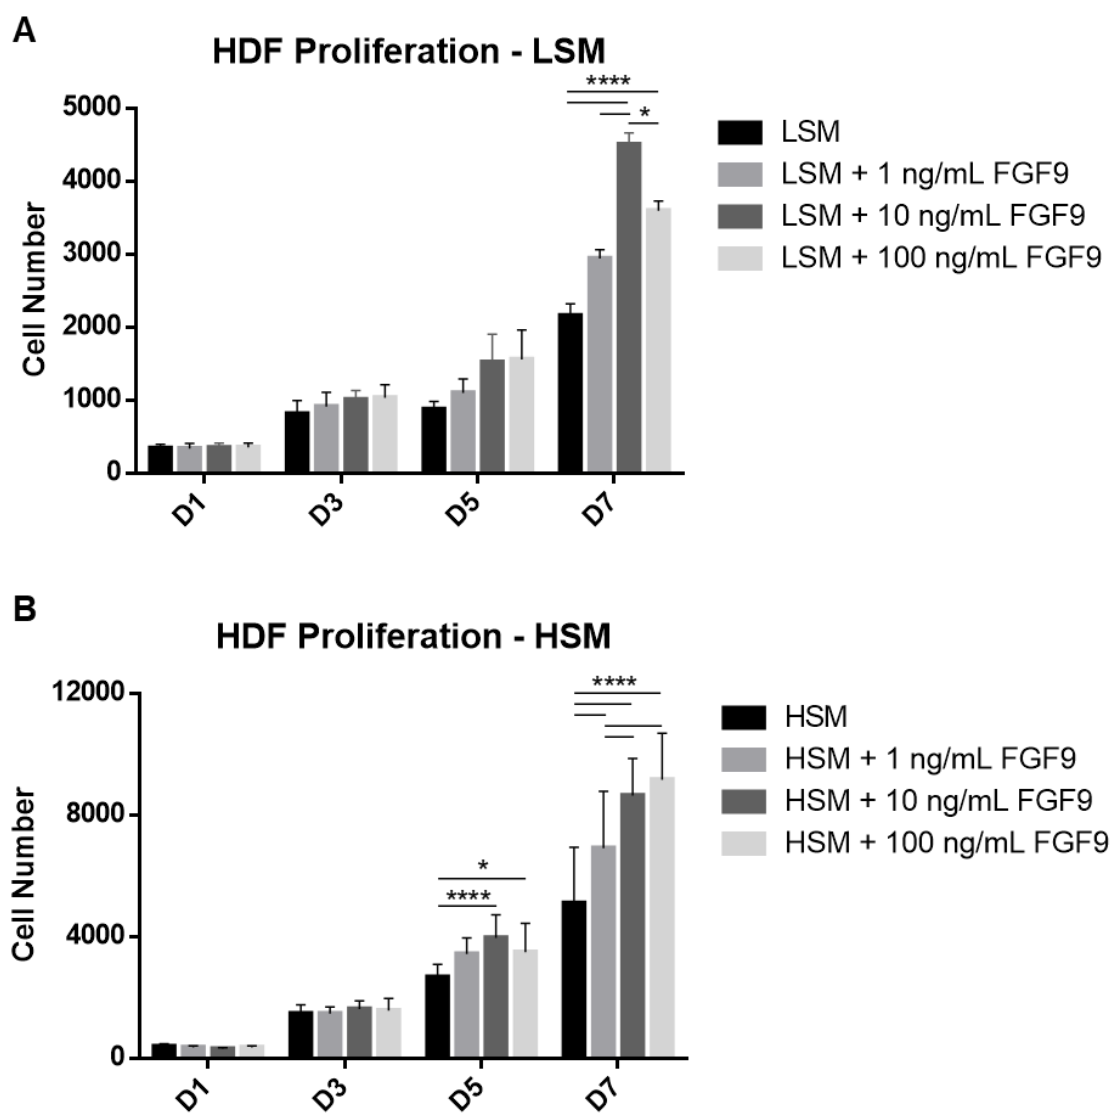 A
HDF Proliferation - LSM
****
*
5000
4000
3000
2000
1000
0
Cell Number
D1
D3
D5
D7
LSM
LSM + 1 ng/mL FGF9
LSM + 10 ng/mL FGF9
LSM + 100 ng/mL FGF9
B
HDF Proliferation - HSM
****
*
****
12000
8000
4000
0
Cell Number
D1
D3
D5
D7
HSM
HSM + 1 ng/mL FGF9
HSM + 10 ng/mL FGF9
HSM + 100 ng/mL FGF9